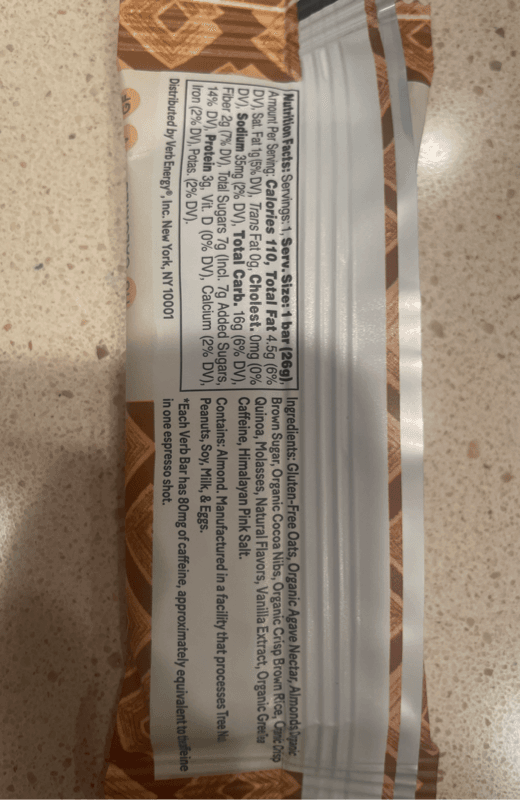 Nutrition Facts: Servings: 1, Serv. Size: 1 bar (26g),
Amount Per Serving: Calories 110, Total Fat 4.5g (6%
DV), Sat. Fat 1g (5% DV), Trans Fat 0g, Cholest. 0mg (0%
DV), Sodium 35mg (2% DV), Total Carb. 16g (6% DV),
Fiber 2g (7% DV), Total Sugars 7g (Incl. 7g Added Sugars,
14% DV), Protein 3g, Vit. D (0% DV), Calcium (2% DV),
Iron (2% DV), Potas. (2% DV).
Distributed by Verb Energy®, Inc. New York, NY 10001
Ingredients: Gluten-Free Oats, Organic Agave Nectar, Almonds, Organic
Brown Sugar, Organic Cocoa Nibs, Organic Crisp Brown Rice, Crisp
Quinoa, Molasses, Natural Flavors, Vanilla Extract, Organic Green
Caffeine, Himalayan Pink Salt.
Contains: Almond. Manufactured in a facility that processes Tree
Peanuts, Soy, Milk, & Eggs.
*Each Verb Bar has 80mg of caffeine, approximately equivalent to caffeine
in one espresso shot.